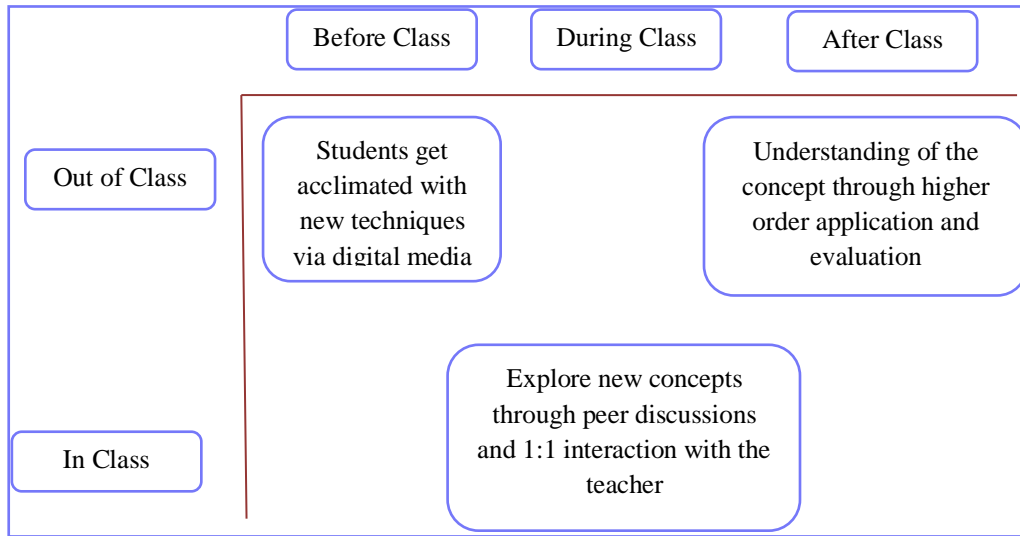 Before Class
During Class
After Class
Out of Class
Students get
acclimated with
new techniques
via digital media
Understanding of the
concept through higher
order application and
evaluation
In Class
Explore new concepts
through peer discussions
and 1:1 interaction with the
teacher